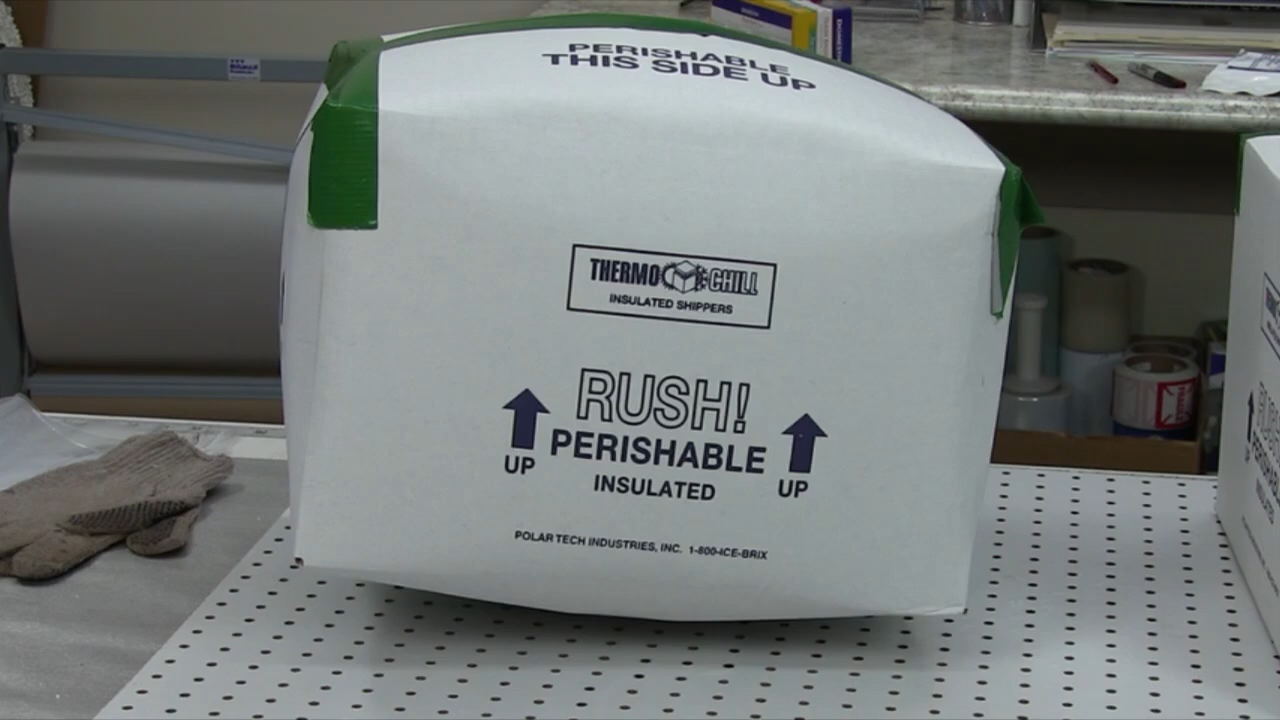 PERISHABLE
THIS SIDE UP
THERMO CHILL
INSULATED SHIPPERS
RUSH!
UP PERISHABLE UP
INSULATED
POLAR TECH INDUSTRIES, INC. 1-800-ICE-BRIX